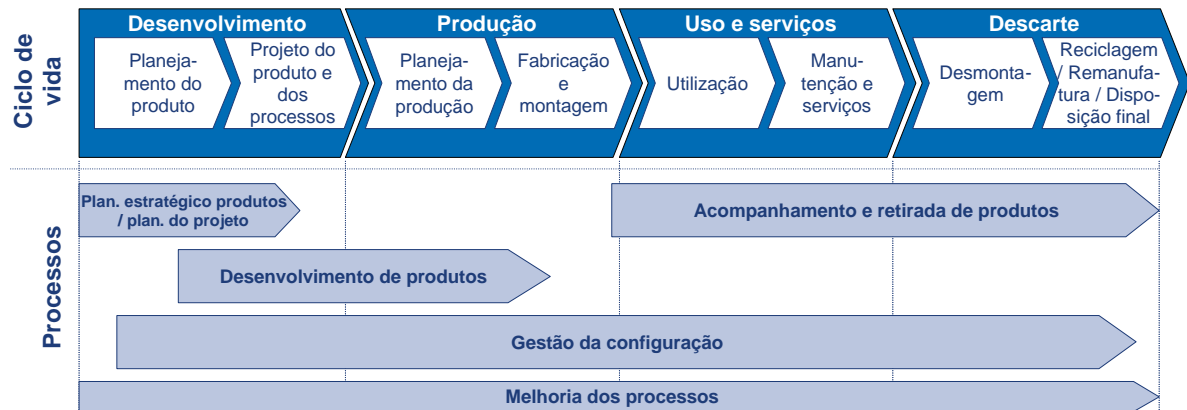 Desenvolvimento
Produção
Uso e serviços
Descarte
Ciclo de
vida
Planeja-
mento do
produto
Projeto do
produto e
dos
processos
Planeja-
mento da
produção
Fabricação
e
montagem
Utilização
Manu-
tenção e
serviços
Desmonta-
gem
Reciclagem
/ Remanufa-
tura / Dispo-
sição final
Processos
Plan. estratégico produtos
/ plan. do projeto
Acompanhamento e retirada de produtos
Desenvolvimento de produtos
Gestão da configuração
Melhoria dos processos